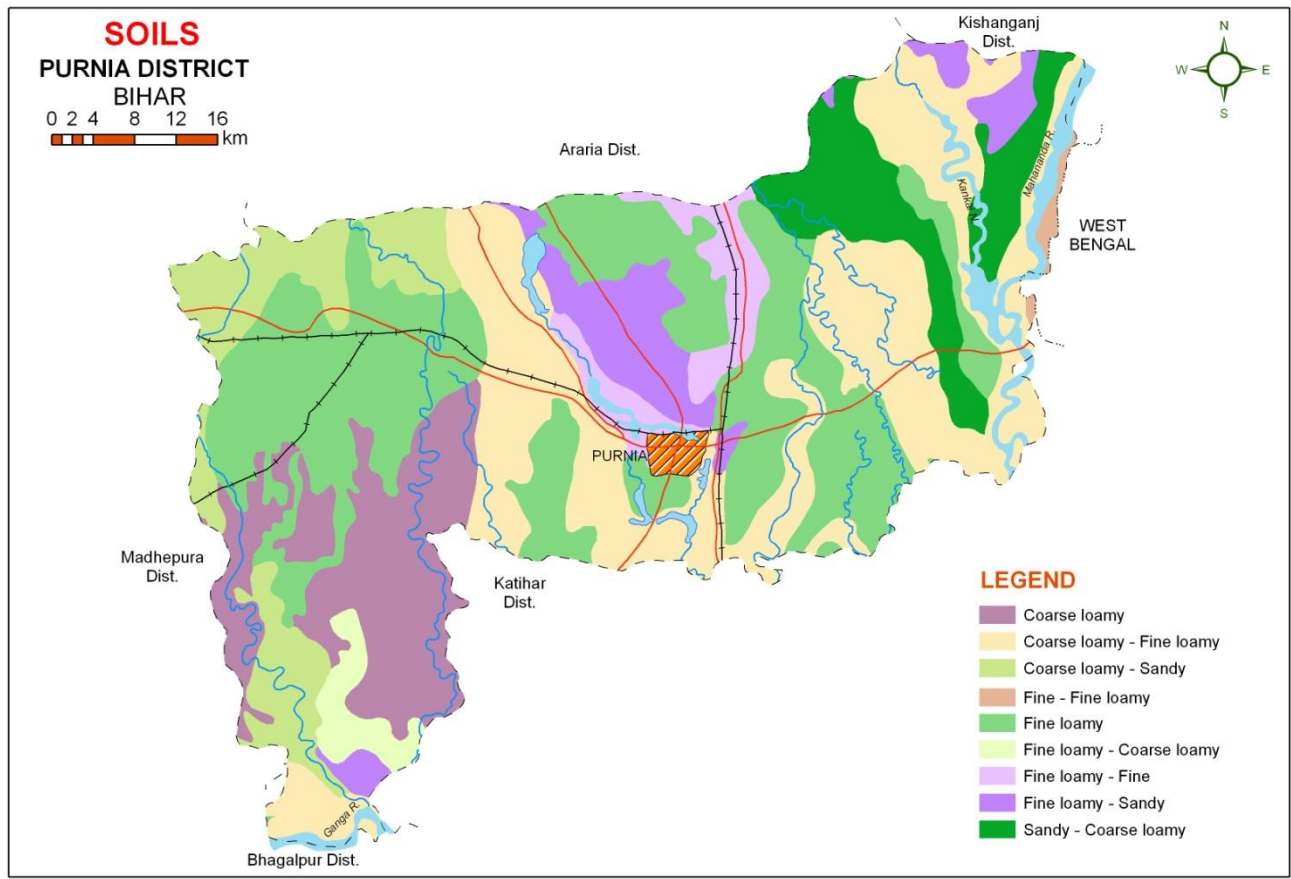 SOILS
PURNIA DISTRICT
BIHAR
0 2 4 8 12 16
km
Kishanganj
Dist.
N
W E
S
Araria Dist.
Mahananda R.
Kankai N.
WEST
BENGAL
PURNIA
Madhepura
Dist.
Katihar
Dist.
Ganga R.
Bhagalpur Dist.
LEGEND
Coarse loamy
Coarse loamy - Fine loamy
Coarse loamy - Sandy
Fine - Fine loamy
Fine loamy
Fine loamy - Coarse loamy
Fine loamy - Fine
Fine loamy - Sandy
Sandy - Coarse loamy